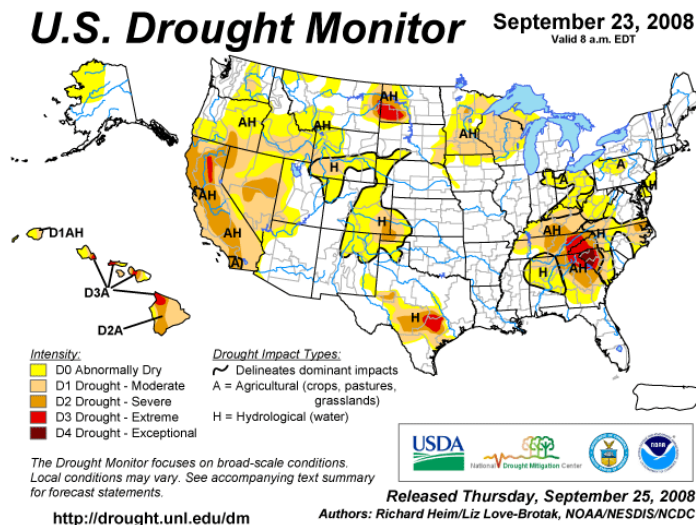 U.S. Drought Monitor
September 23, 2008
Valid 8 a.m. EDT
AH
AH
AH
AH
A
A
AH
H
AH
AH
H
AH
H
D1AH
A
H
AH
D3A
H
D2A
Intensity:
D0 Abnormally Dry
D1 Drought - Moderate
D2 Drought - Severe
D3 Drought - Extreme
D4 Drought - Exceptional
Drought Impact Types:
Delineates dominant impacts
A = Agricultural (crops, pastures,
grasslands)
H = Hydrological (water)
USDA
National Drought Mitigation Center
NOAA
The Drought Monitor focuses on broad-scale conditions.
Local conditions may vary. See accompanying text summary
for forecast statements.
http://drought.unl.edu/dm
Released Thursday, September 25, 2008
Authors: Richard Heim/Liz Love-Brotak, NOAA/NESDIS/NCDC